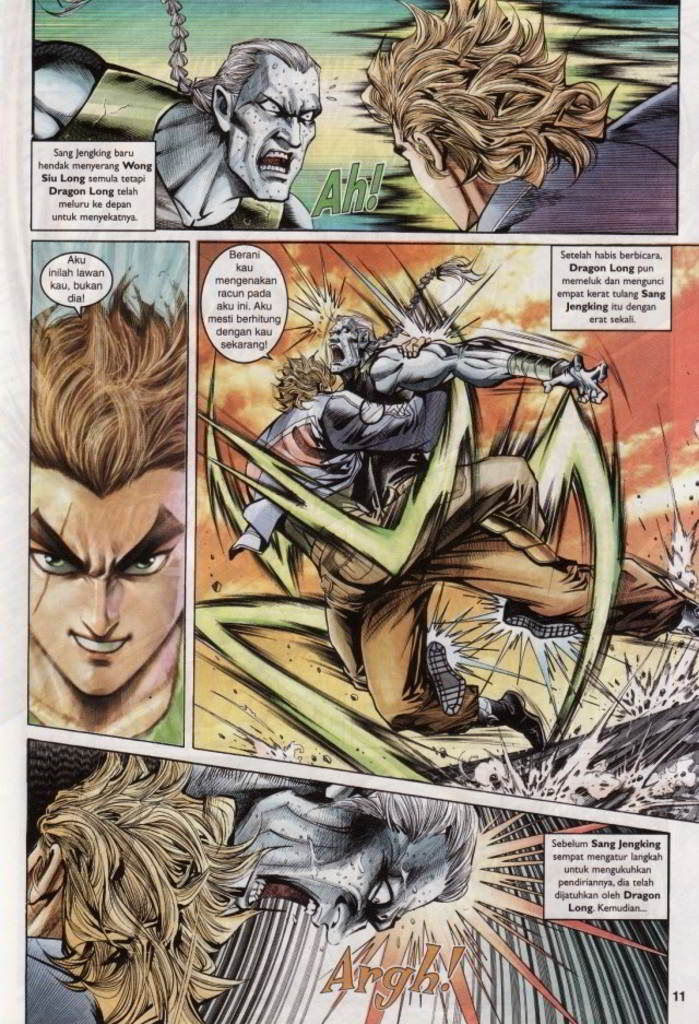 Sang Jengking baru
hendak menyerang Wong
Siu Long semula tetapi
Dragon Long telah
meluru ke depan
untuk menyekatnya.
Ah!
Aku
inilah lawan
kau, bukan
dia!
Berani
kau
mengenakan
racun pada
aku ini. Aku
mesti berhitung
dengan kau
sekarang!
Setelah habis berbicara,
Dragon Long pun
memeluk dan mengunci
empat kerat tulang Sang
Jengking itu dengan
erat sekali.
Sebelum Sang Jengking
sempat mengatur langkah
untuk mengukuhkan
pendiriannya, dia telah
dijatuhkan oleh Dragon
Long. Kemudian...
Argh!
11